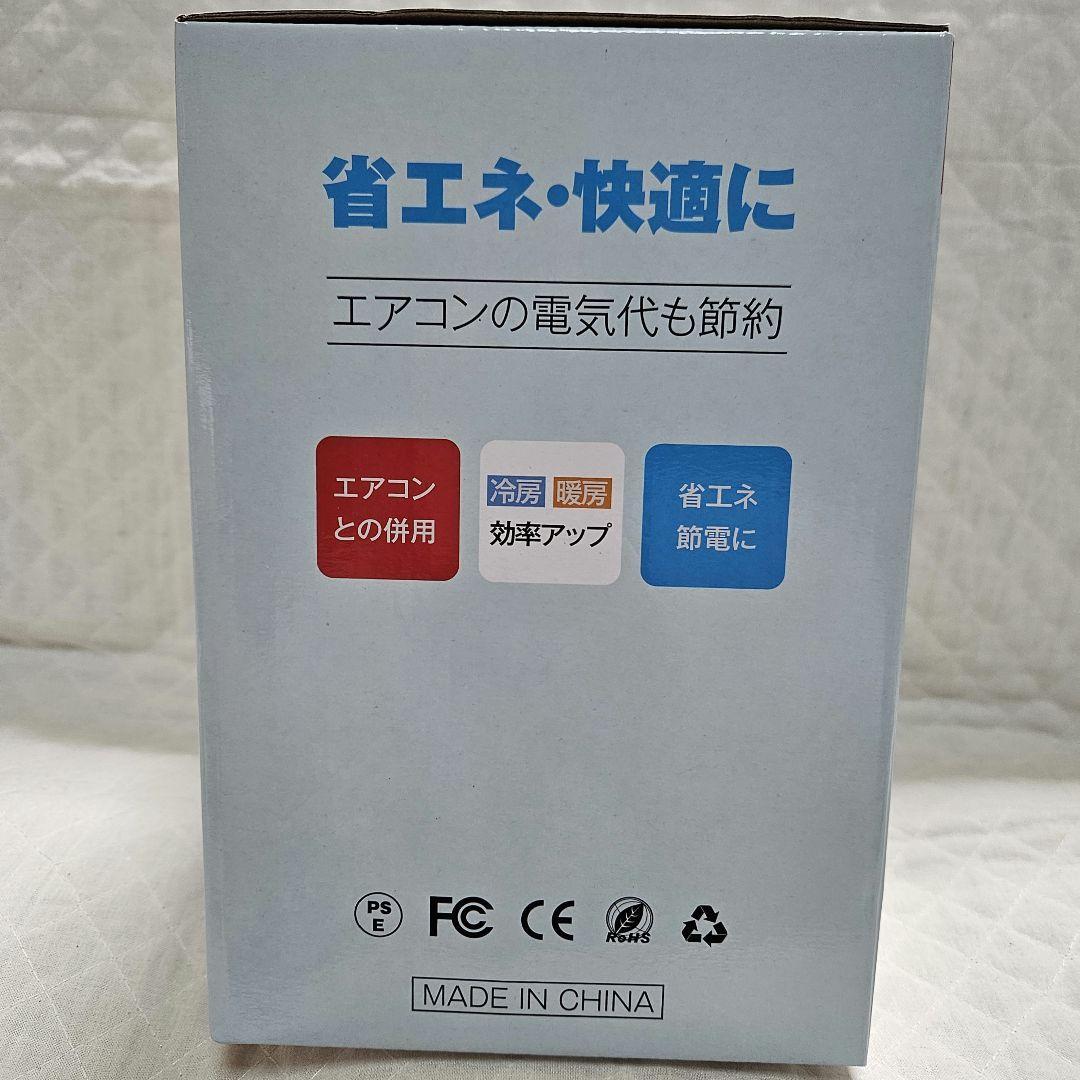 省エネ・快適に
エアコンの電気代も節約
エアコン
との併用
冷房 暖房
効率アップ
省エネ
節電に
PS
E
FC CE RoHS
MADE IN CHINA